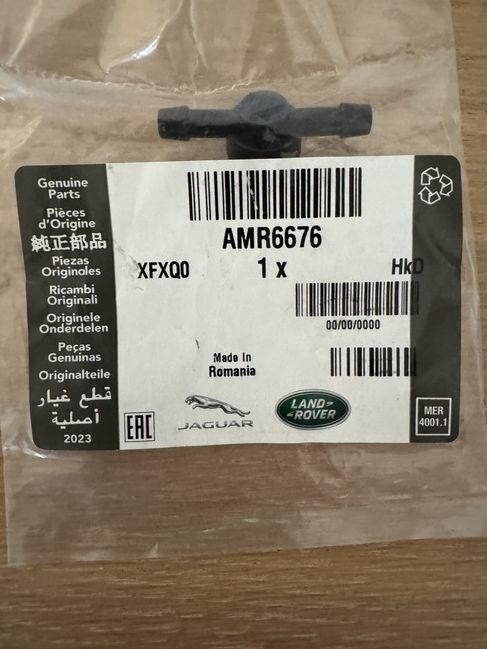 Genuine
Parts
Pièces
d'Origine
純正部品
Piezas
Originales
Ricambi
Originali
Originele
Onderdelen
Peças
Genuinas
Originalteile
قطع غيار
أصلية
2023
AMR6676
XFXQ0 1 x HkD
00/00/0000
Made In
Romania
EAC
JAGUAR
LAND-
ROVER
MER
4001.1